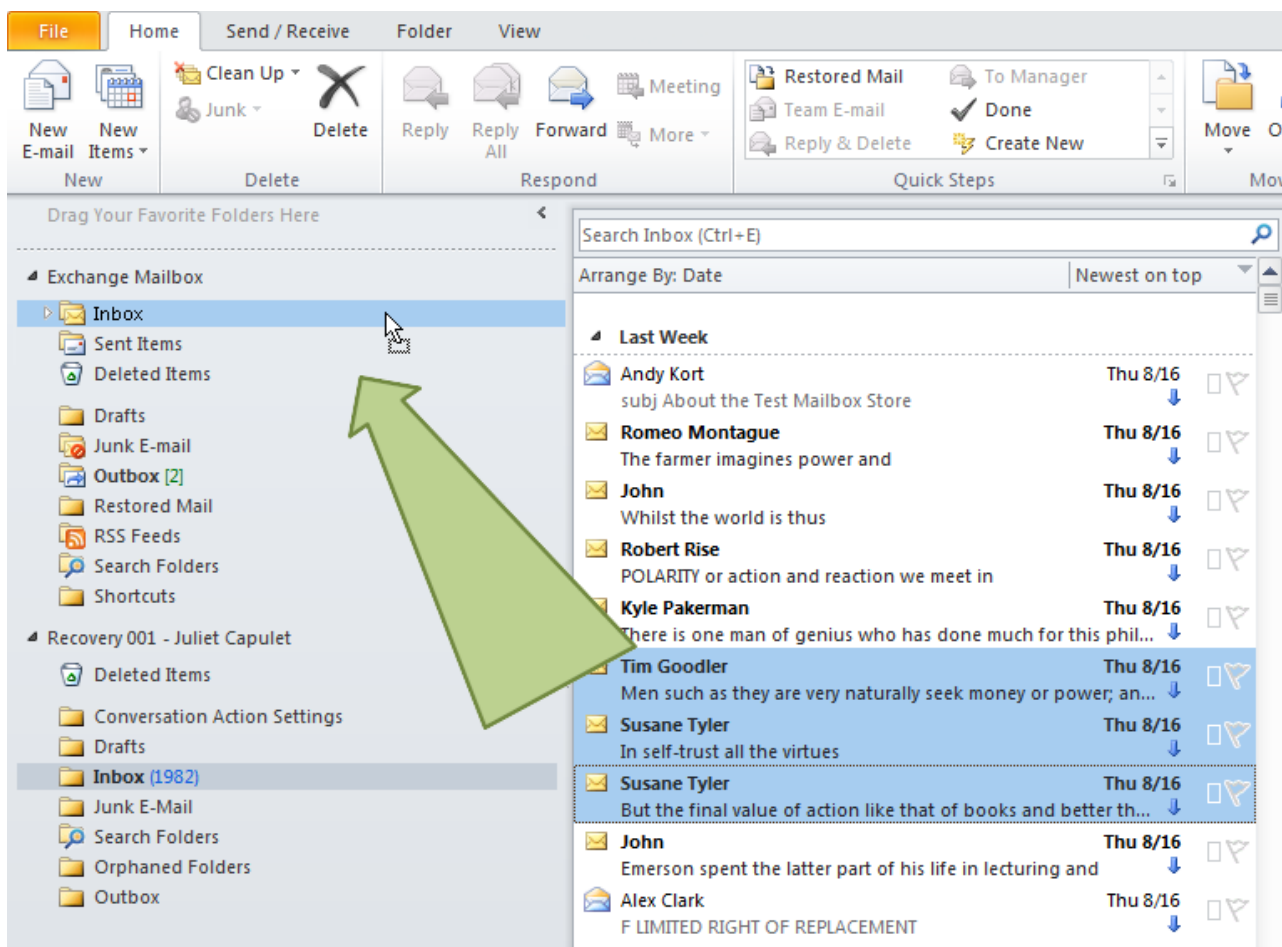 File Home Send / Receive Folder View
Clean Up Restored Mail To Manager
Junk Meeting Team E-mail Done
New E-mail New Items Delete Reply Reply All Forward More Reply & Delete Create New Move
New Delete Respond Quick Steps
Drag Your Favorite Folders Here
Search Inbox (Ctrl+E)
Exchange Mailbox
Arrange By: Date Newest on top
Inbox
Sent Items
Deleted Items
Drafts
Junk E-mail
Outbox [2]
Restored Mail
RSS Feeds
Search Folders
Shortcuts
Recovery 001 - Juliet Capulet
Deleted Items
Conversation Action Settings
Drafts
Inbox (1982)
Junk E-Mail
Search Folders
Orphaned Folders
Outbox
Last Week
Andy Kort Thu 8/16
subj About the Test Mailbox Store
Romeo Montague Thu 8/16
The farmer imagines power and
John Thu 8/16
Whilst the world is thus
Robert Rise Thu 8/16
POLARITY or action and reaction we meet in
Kyle Pakerman Thu 8/16
There is one man of genius who has done much for this phil...
Tim Goodler Thu 8/16
Men such as they are very naturally seek money or power; an...
Susane Tyler Thu 8/16
In self-trust all the virtues
Susane Tyler Thu 8/16
But the final value of action like that of books and better th...
John Thu 8/16
Emerson spent the latter part of his life in lecturing and
Alex Clark Thu 8/16
F LIMITED RIGHT OF REPLACEMENT